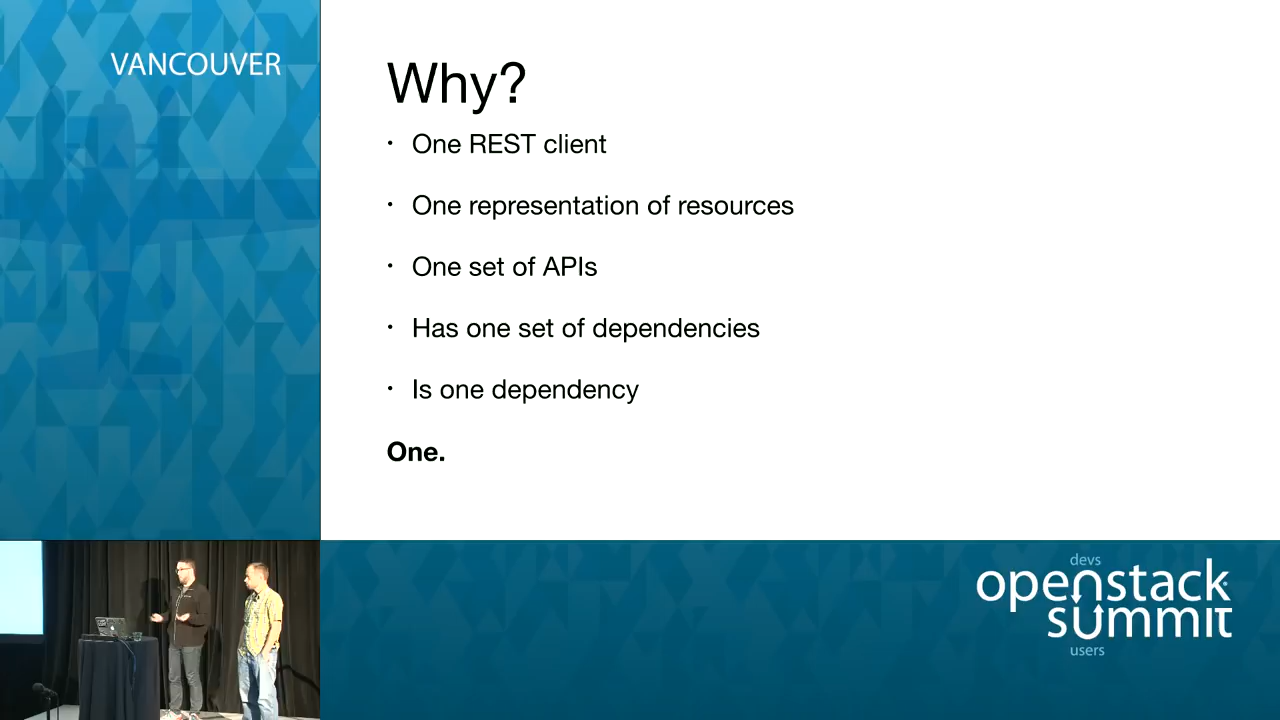 VANCOUVER
Why?
• One REST client
• One representation of resources
• One set of APIs
• Has one set of dependencies
• Is one dependency
One.
devs
openstack
summit
users